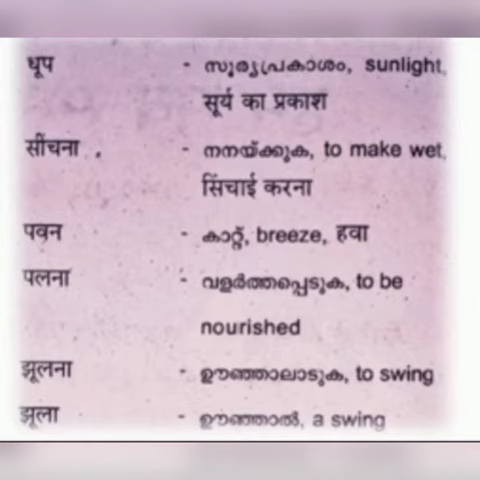 धूप - സൂര്യപ്രകാശം, sunlight,
सूर्य का प्रकाश
सींचना - നനയ്ക്കുക, to make wet,
सिंचाई करना
पवन - കാറ്റ്, breeze, हवा
पलना - വളർത്തപ്പെടുക, to be
nourished
झूलना - ഊഞ്ഞാലാടുക, to swing
झूला - ഊഞ്ഞാൽ, a swing